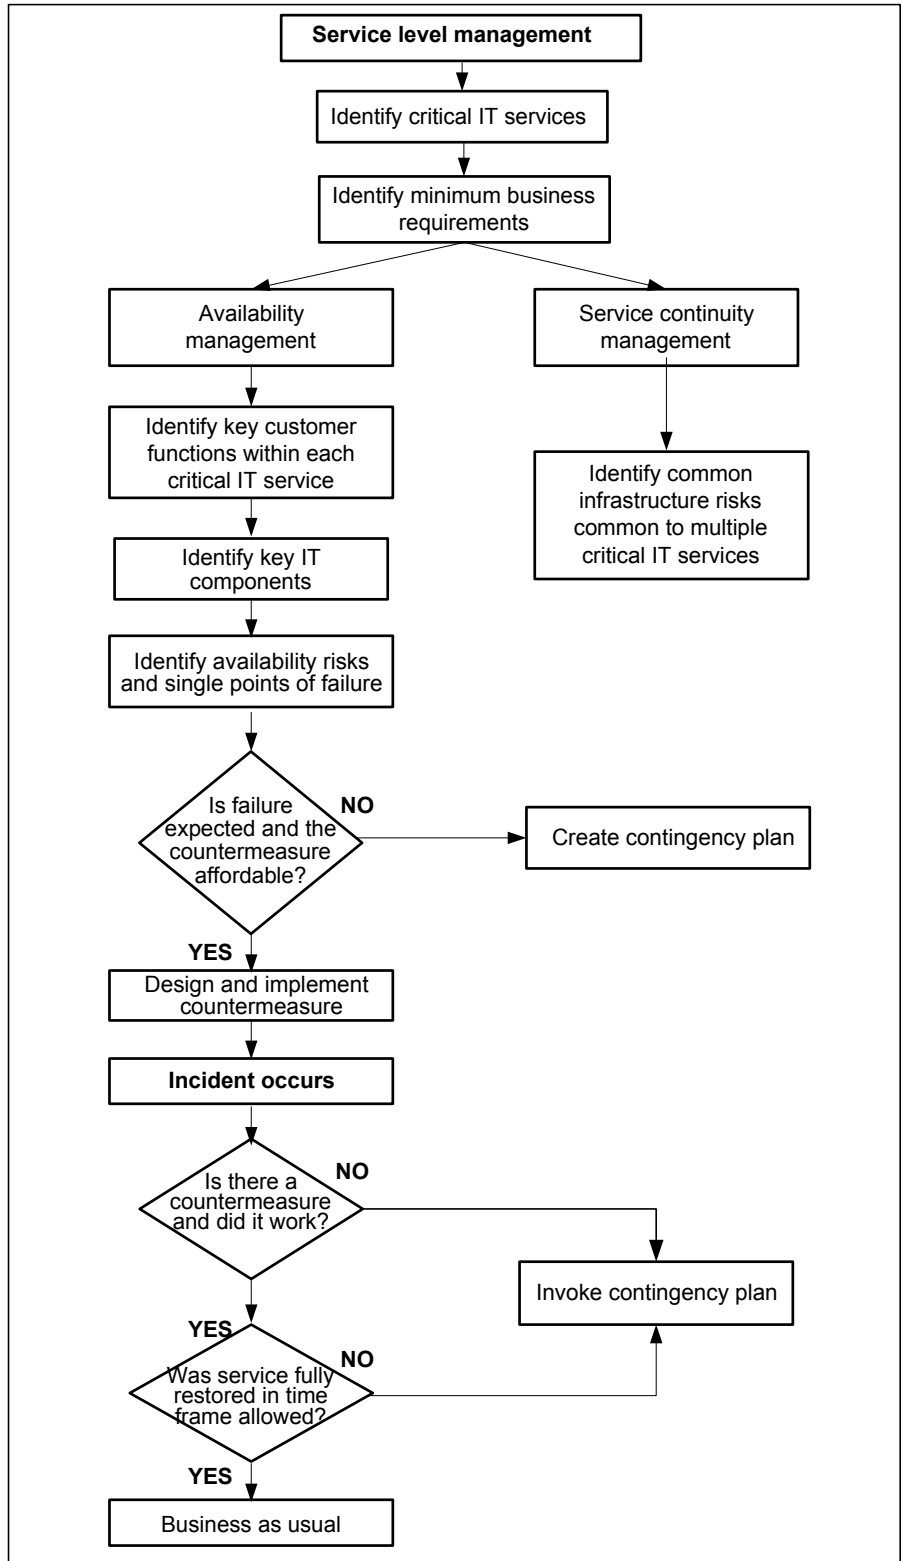 Service level management
Identify critical IT services
Identify minimum business
requirements
Availability
management
Service continuity
management
Identify key customer
functions within each
critical IT service
Identify common
infrastructure risks
common to multiple
critical IT services
Identify key IT
components
Identify availability risks
and single points of failure
Is failure
expected and the
countermeasure
affordable?
NO
Create contingency plan
YES
Design and implement
countermeasure
Incident occurs
Is there a
countermeasure
and did it work?
NO
Invoke contingency plan
YES
Was service fully
restored in time
frame allowed?
NO
YES
Business as usual